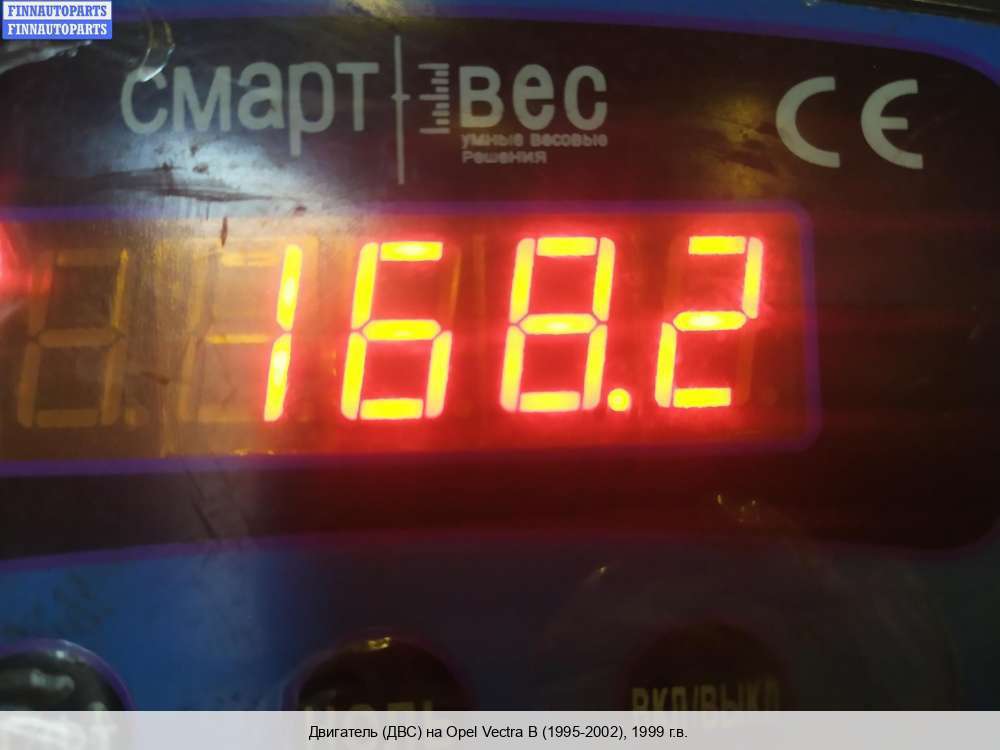 FINNAUTOPARTS
FINNAUTOPARTS
смарт вес
умные весовые
решения
CE
168.2
НОЛЬ
ВКЛ/ВЫКЛ
Двигатель (ДВС) на Opel Vectra B (1995-2002), 1999 г.в.